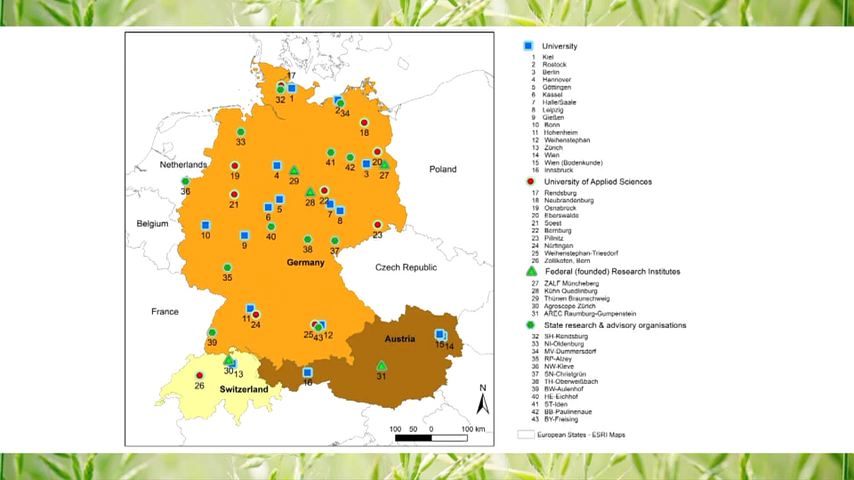 17
32
1
2
34
18
33
Netherlands
41
42
20
3
27
Poland
19
4
29
36
21
5
28
22
6
7
8
Belgium
10
9
40
38
37
23
Germany
Czech Republic
35
France
11
24
25
43
12
39
Austria
15
14
30
13
26
Switzerland
16
31
N
100 50 0 100 km
University
1 Kiel
2 Rostock
3 Berlin
4 Hannover
5 Göttingen
6 Kassel
7 Halle/Saale
8 Leipzig
9 Gießen
10 Bonn
11 Hohenheim
12 Weihenstephan
13 Zürich
14 Wien
15 Wien (Bodenkunde)
16 Innsbruck
University of Applied Sciences
17 Rendsburg
18 Neubrandenburg
19 Osnabrück
20 Eberswalde
21 Soest
22 Bernburg
23 Pillnitz
24 Nürtingen
25 Weihenstephan-Triesdorf
26 Zollikofen, Bern
Federal (founded) Research Institutes
27 ZALF Müncheberg
28 Kühn Quedlinburg
29 Thünen Braunschweig
30 Agroscope Zürich
31 AREC Raumburg-Gumpenstein
State research & advisory organisations
32 SH-Rendsburg
33 NI-Oldenburg
34 MV-Dummerstorf
35 RP-Alzey
36 NW-Kleve
37 SN-Christgrün
38 TH-Oberweißbach
39 BW-Aulendorf
40 HE-Eichhof
41 ST-Iden
42 BB-Paulinenaue
43 BY-Freising
European States - ESRI Maps